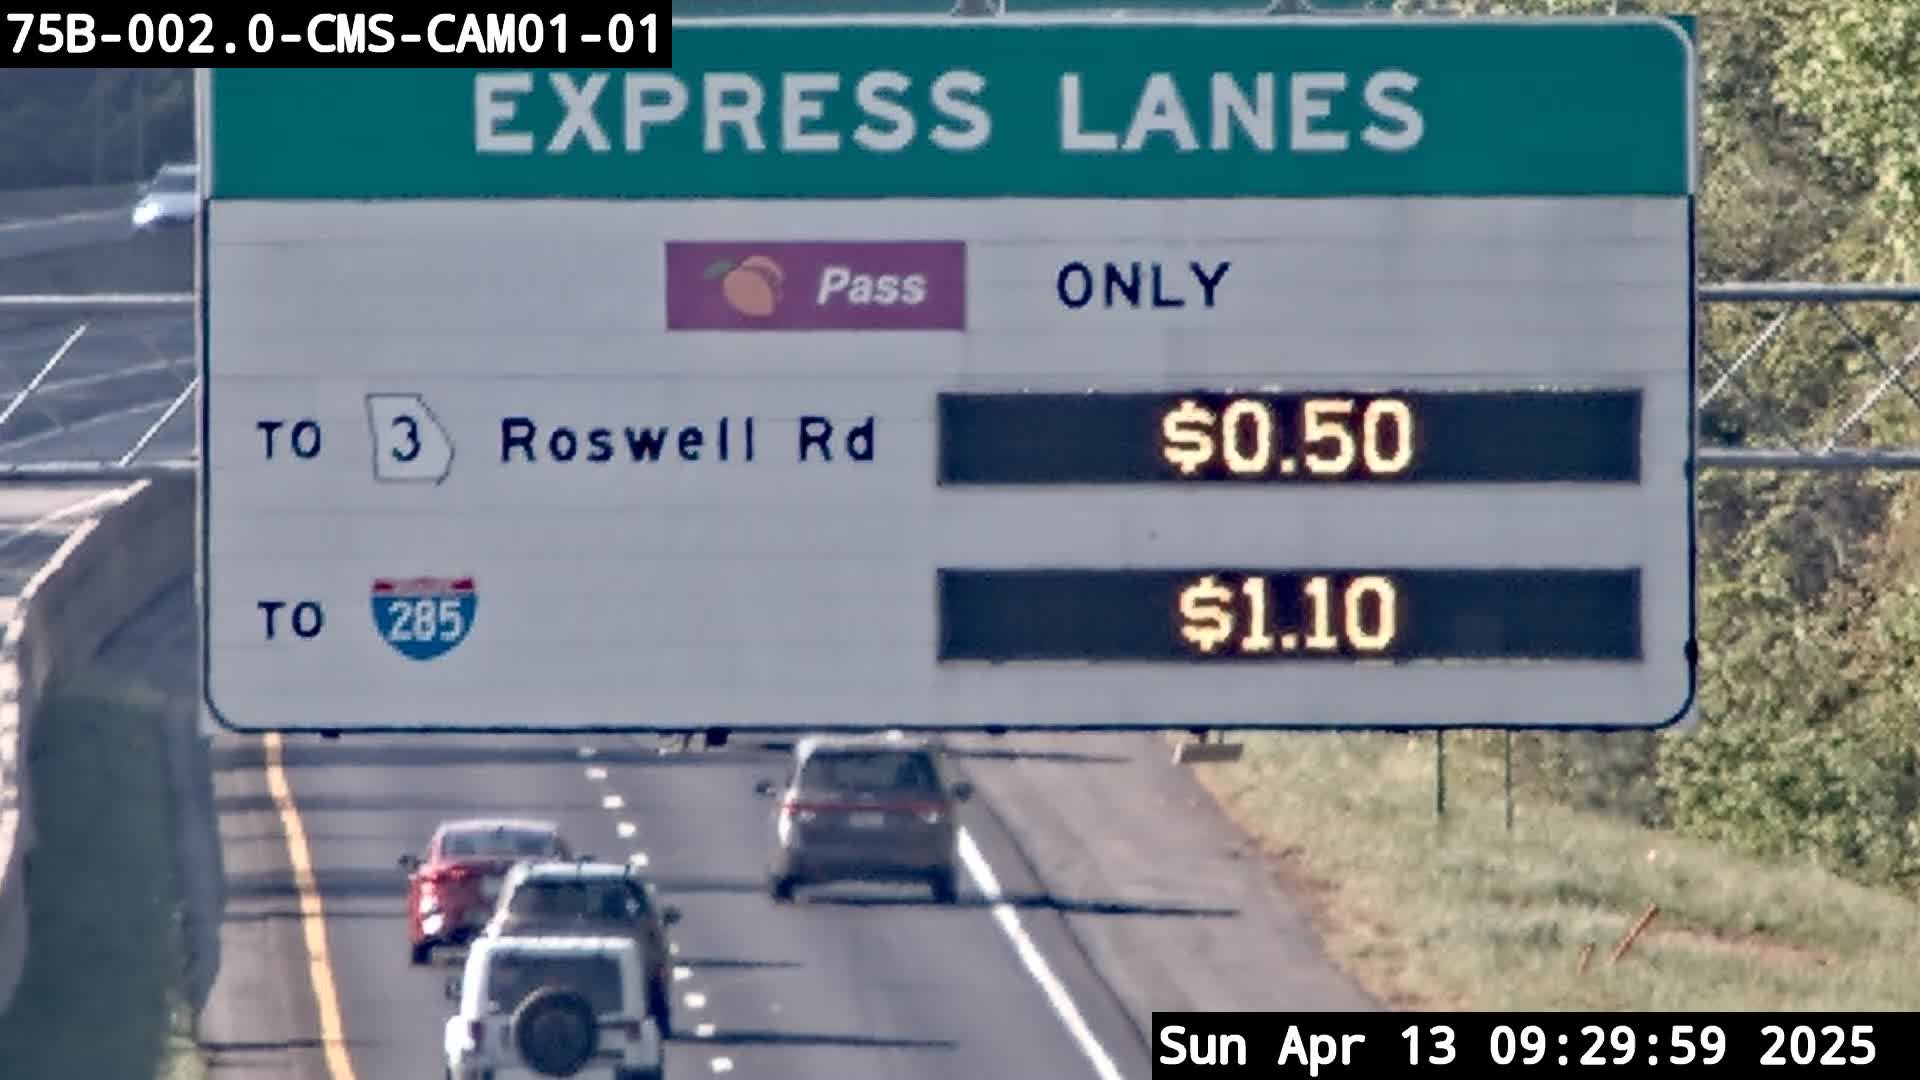 75B-002.0-CMS-CAM01-01
EXPRESS LANES
Pass ONLY
TO 3 Roswell Rd $0.50
TO 285 $1.10
Sun Apr 13 09:29:59 2025